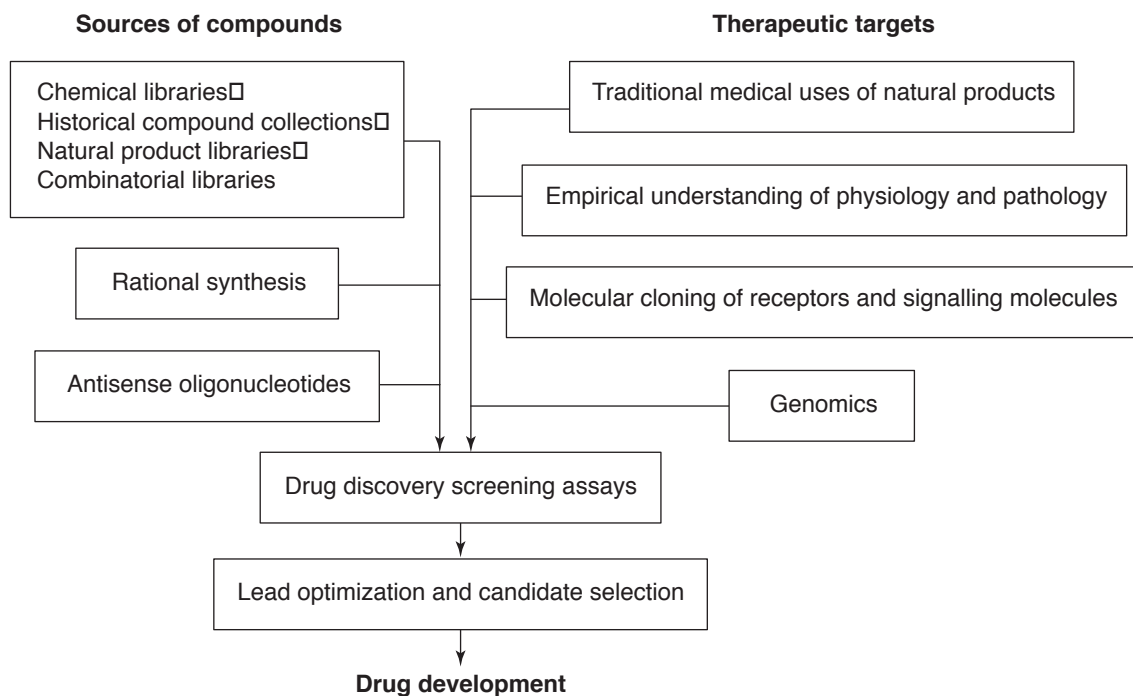 Sources of compounds
Chemical libraries□
Historical compound collections□
Natural product libraries□
Combinatorial libraries
Rational synthesis
Antisense oligonucleotides
Therapeutic targets
Traditional medical uses of natural products
Empirical understanding of physiology and pathology
Molecular cloning of receptors and signalling molecules
Genomics
Drug discovery screening assays
Lead optimization and candidate selection
Drug development